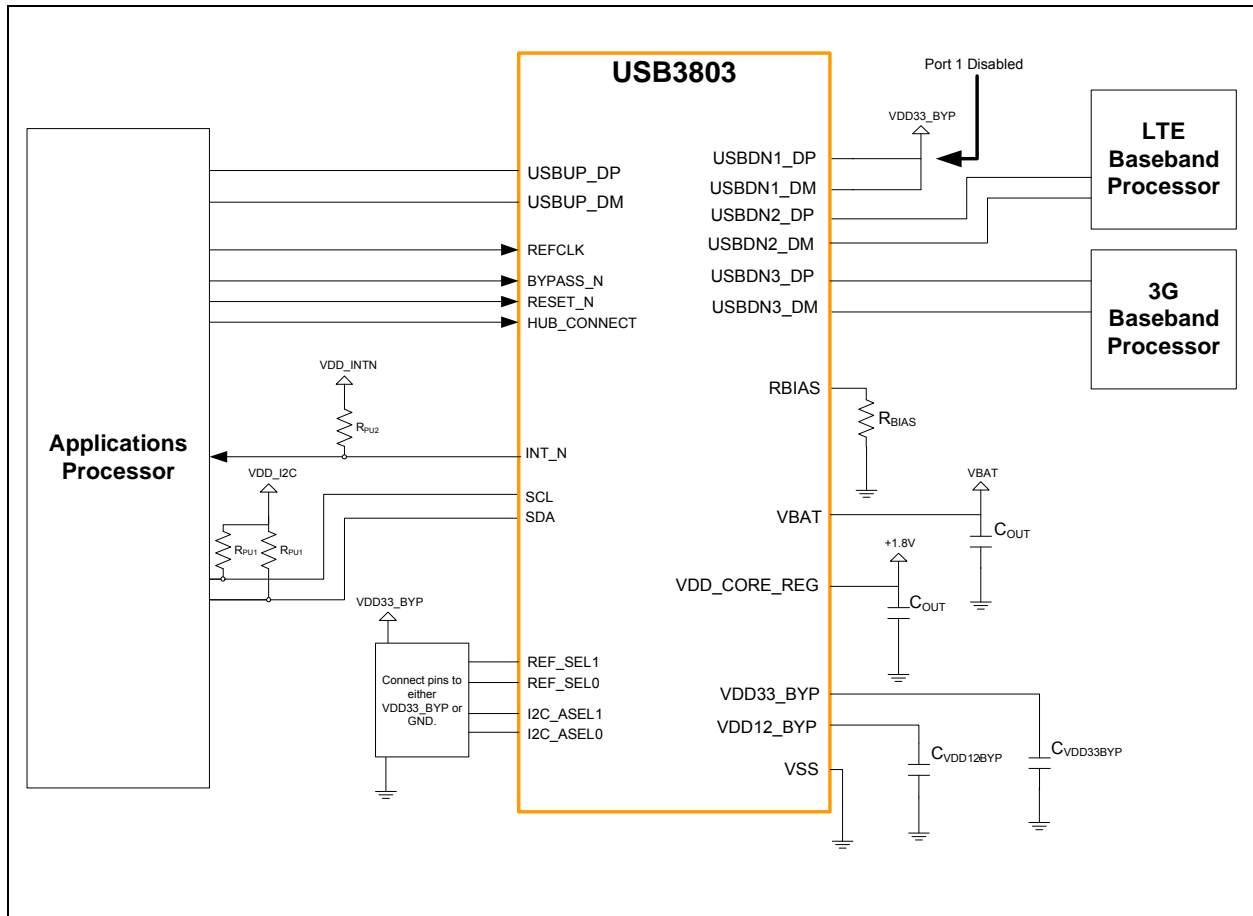 USB3803
Port 1 Disabled
VDD33_BYP
LTE
Baseband
Processor
3G
Baseband
Processor
Applications
Processor
USBUP_DP
USBUP_DM
REFCLK
BYPASS_N
RESET_N
HUB_CONNECT
VDD_INTN
RPU2
INT_N
VDD_I2C
SCL
SDA
RPU1
RPU1
VDD33_BYP
Connect pins to
either
VDD33_BYP or
GND.
REF_SEL1
REF_SEL0
I2C_ASEL1
I2C_ASEL0
USBDN1_DP
USBDN1_DM
USBDN2_DP
USBDN2_DM
USBDN3_DP
USBDN3_DM
RBIAS
RBIAS
VBAT
VBAT
COUT
+1.8V
VDD_CORE_REG
COUT
VDD33_BYP
VDD12_BYP
VSS
CVDD12BYP
CVDD33BYP